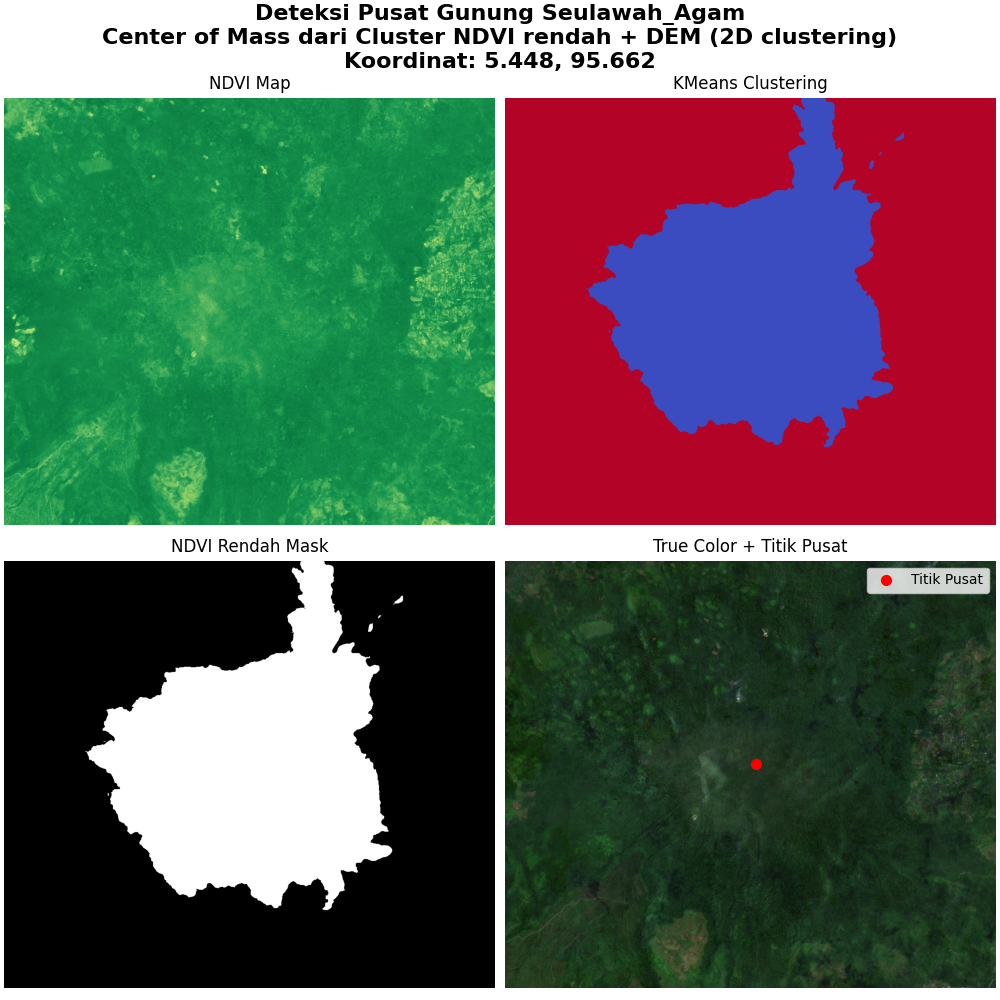 Deteksi Pusat Gunung Seulawah_Agam
Center of Mass dari Cluster NDVI rendah + DEM (2D clustering)
Koordinat: 5.448, 95.662
NDVI Map
KMeans Clustering
NDVI Rendah Mask
True Color + Titik Pusat
Titik Pusat